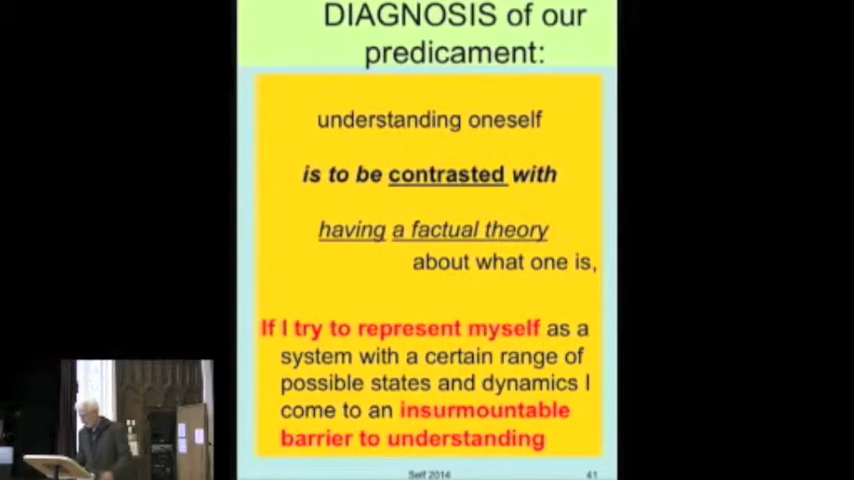 DIAGNOSIS of our
predicament:
understanding oneself
is to be contrasted with
having a factual theory
about what one is,
If I try to represent myself as a
system with a certain range of
possible states and dynamics I
come to an insurmountable
barrier to understanding
Self 2014
41